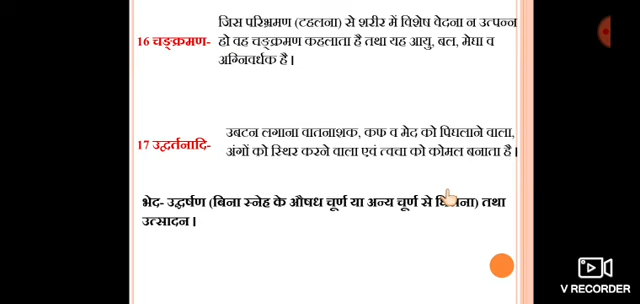 जिस परिभ्रमण (टहलना) से शरीर में विशेष वेदना न उत्पन्न
16 चङ्क्रमण- हो वह चङ्क्रमण कहलाता है तथा यह आयु, बल, मेघा व
अग्निवर्धक है।
उबटन लगाना वातनाशक, कफ व मेद को पिघलाने वाला,
17 उद्वर्तनादि- अंगों को स्थिर करने वाला एवं त्वचा को कोमल बनाता है।
भेद- उद्घर्षण (बिना स्नेह के औषध चूर्ण या अन्य चूर्ण से घिसना) तथा
उत्सादन।
V RECORDER